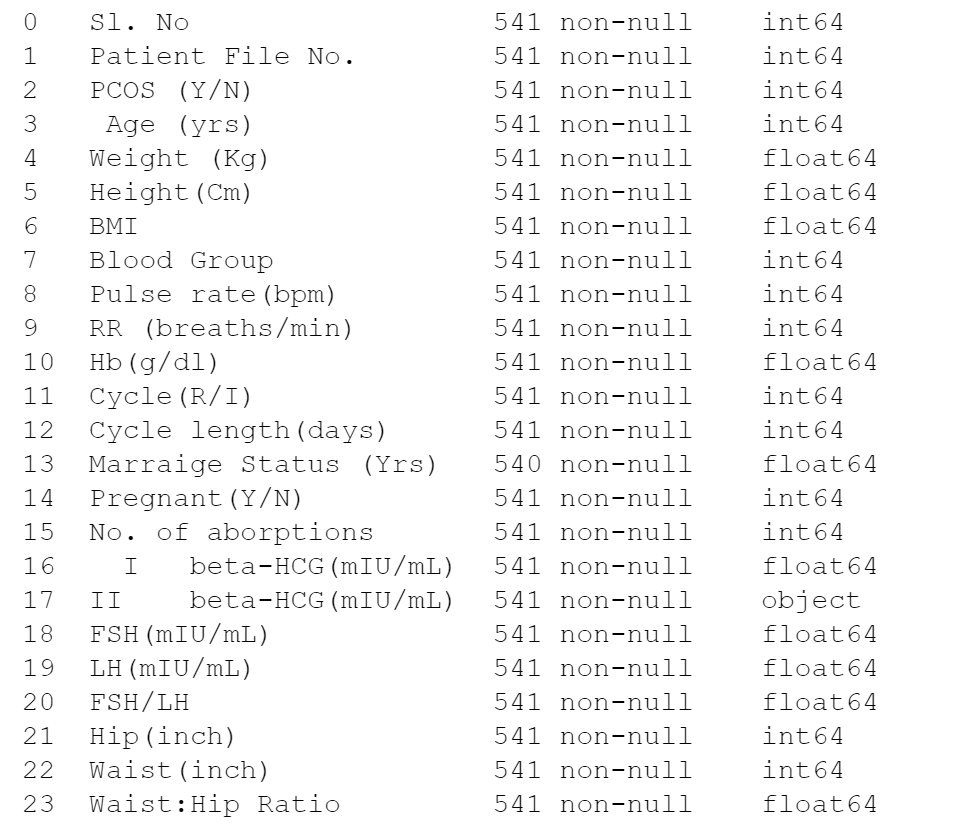 0 Sl. No 541 non-null int64
1 Patient File No. 541 non-null int64
2 PCOS (Y/N) 541 non-null int64
3 Age (yrs) 541 non-null int64
4 Weight (Kg) 541 non-null float64
5 Height(Cm) 541 non-null float64
6 BMI 541 non-null float64
7 Blood Group 541 non-null int64
8 Pulse rate(bpm) 541 non-null int64
9 RR (breaths/min) 541 non-null int64
10 Hb(g/dl) 541 non-null float64
11 Cycle(R/I) 541 non-null int64
12 Cycle length(days) 541 non-null int64
13 Marraige Status (Yrs) 540 non-null float64
14 Pregnant(Y/N) 541 non-null int64
15 No. of aborptions 541 non-null int64
16 I beta-HCG(mIU/mL) 541 non-null float64
17 II beta-HCG(mIU/mL) 541 non-null object
18 FSH(mIU/mL) 541 non-null float64
19 LH(mIU/mL) 541 non-null float64
20 FSH/LH 541 non-null float64
21 Hip(inch) 541 non-null int64
22 Waist(inch) 541 non-null int64
23 Waist:Hip Ratio 541 non-null float64